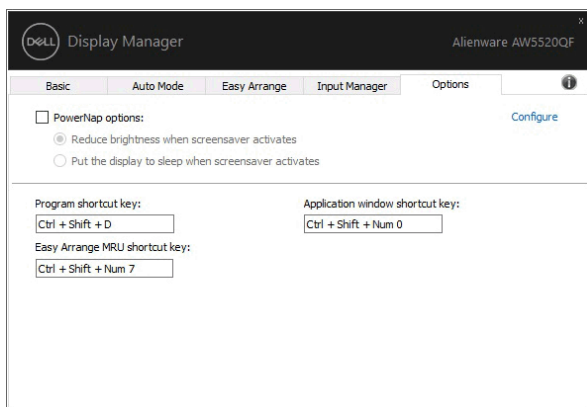 x
DELL Display Manager
Alienware AW5520QF
Basic Auto Mode Easy Arrange Input Manager Options i
PowerNap options:
Configure
Reduce brightness when screensaver activates
Put the display to sleep when screensaver activates
Program shortcut key: Application window shortcut key:
Ctrl + Shift + D Ctrl + Shift + Num 0
Easy Arrange MRU shortcut key:
Ctrl + Shift + Num 7